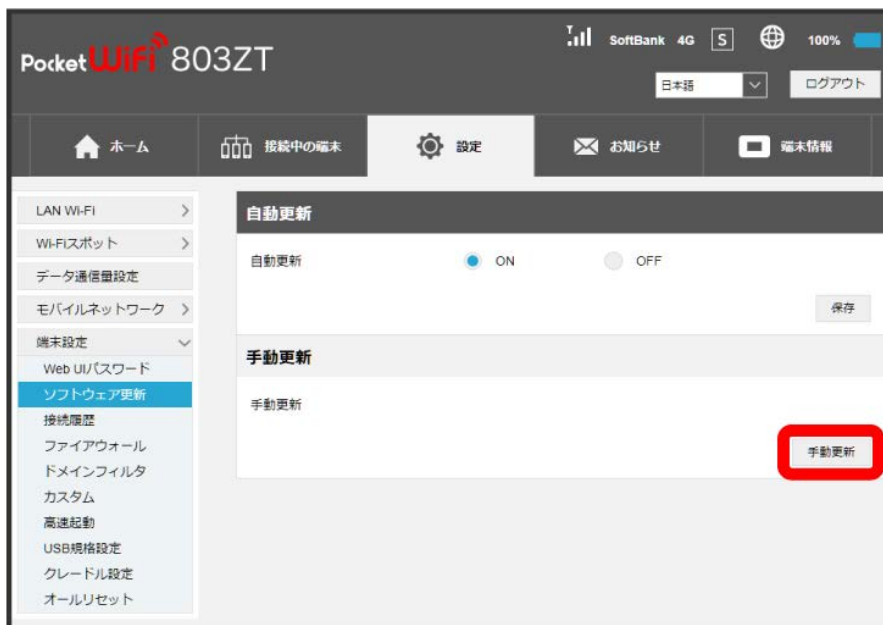 SoftBank 4G S 100%
Pocket WiFi 803ZT
日本語 ログアウト
ホーム 接続中の端末 設定 お知らせ 端末情報
LAN Wi-Fi
Wi-Fiスポット
データ通信量設定
モバイルネットワーク
端末設定
Web UIパスワード
ソフトウェア更新
接続履歴
ファイアウォール
ドメインフィルタ
カスタム
高速起動
USB規格設定
クレードル設定
オールリセット
自動更新
自動更新 ON OFF
保存
手動更新
手動更新
手動更新